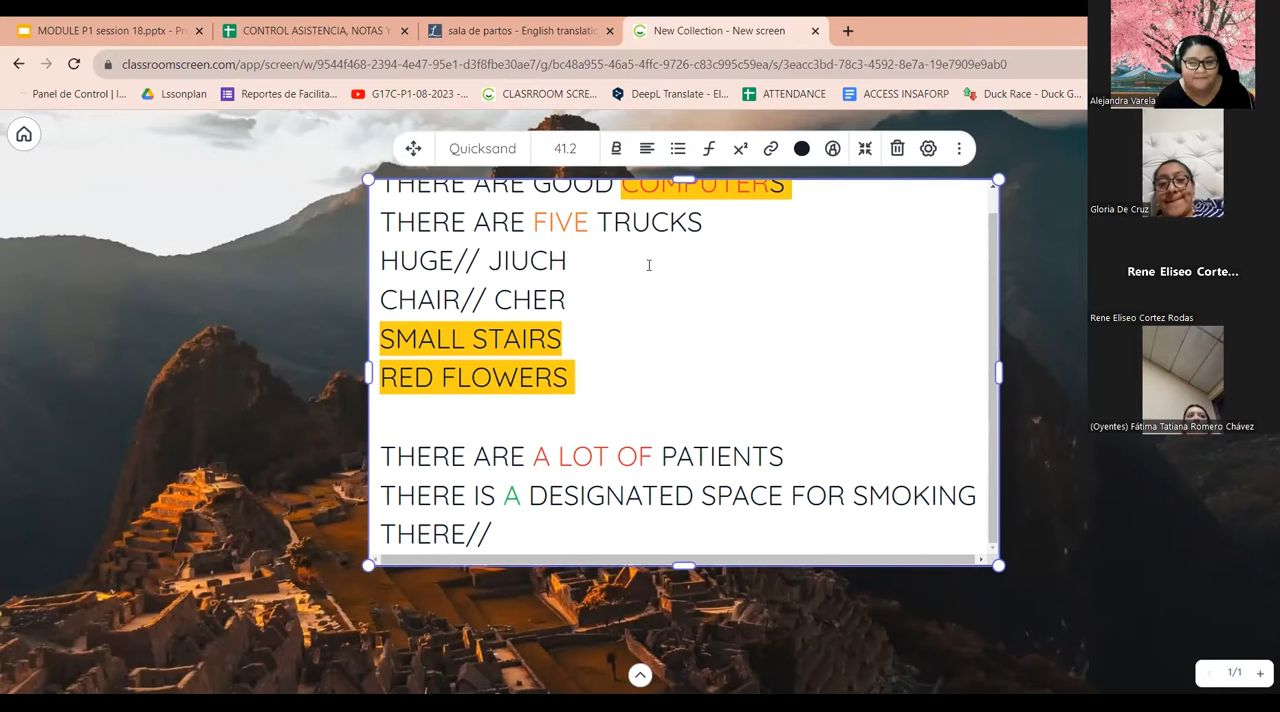 MODULE P1 session 18.pptx - Pr
CONTROL ASISTENCIA, NOTAS Y
sala de partos - English translati
New Collection - New screen
classroomscreen.com/app/screen/w/9544f468-2394-4e47-95e1-d3f8fbe30ae7/g/bc48a955-46a5-4ffc-9726-c83c995c59ea/s/3eacc3bd-78c3-4592-8e7a-19e7909e9ab0
Panel de Control | I...
Lssonplan
Reportes de Facilita...
G17C-P1-08-2023 -...
CLASSROOM SCRE...
DeepL Translate - El...
ATTENDANCE
ACCESS INSAFORP
Duck Race - Duck G...
Quicksand
41.2
THERE ARE GOOD COMPUTERS
THERE ARE FIVE TRUCKS
HUGE// JIUCH
CHAIR// CHER
SMALL STAIRS
RED FLOWERS
THERE ARE A LOT OF PATIENTS
THERE IS A DESIGNATED SPACE FOR SMOKING
THERE//
Alejandra Varela
Gloria De Cruz
Rene Eliseo Corte...
Rene Eliseo Cortez Rodas
(Oyentes) Fátima Tatiana Romero Chávez
1/1